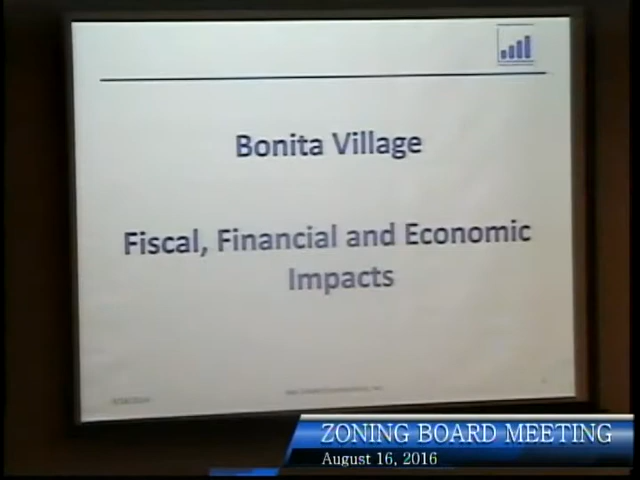 Bonita Village
Fiscal, Financial and Economic
Impacts
ZONING BOARD MEETING
August 16, 2016